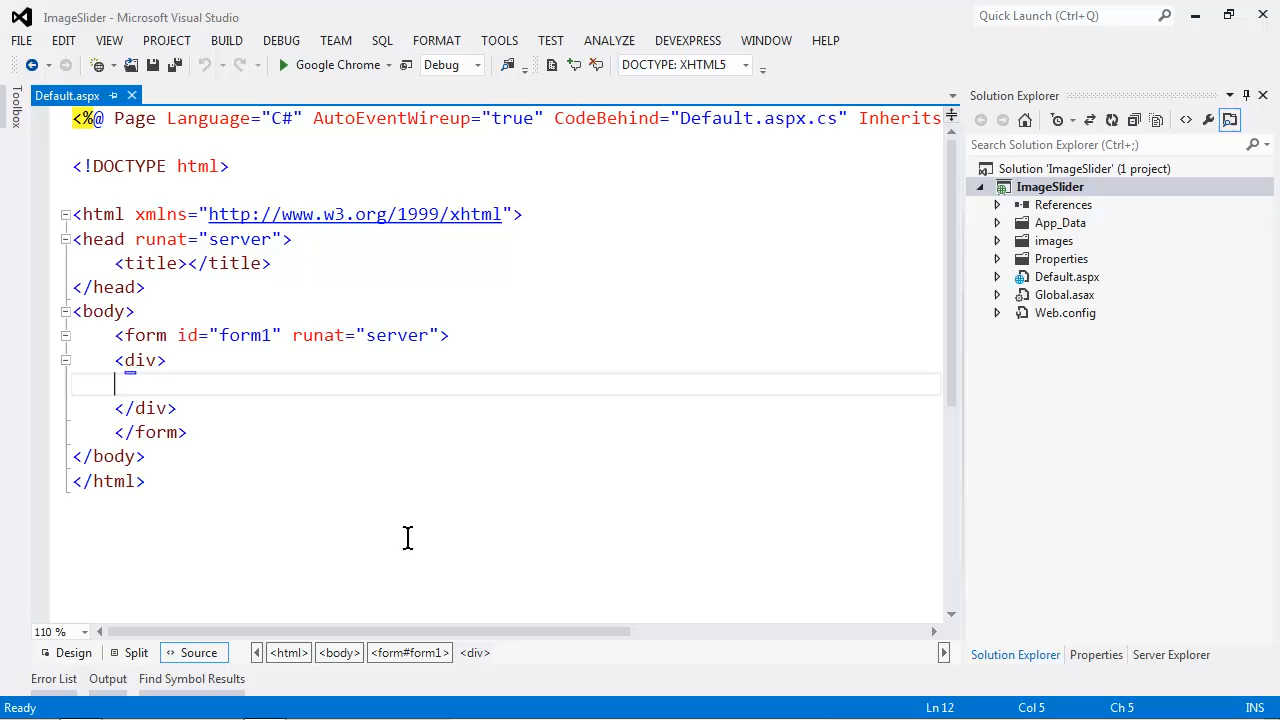 ImageSlider - Microsoft Visual Studio
Quick Launch (Ctrl+Q)
FILE EDIT VIEW PROJECT BUILD DEBUG TEAM SQL FORMAT TOOLS TEST ANALYZE DEVEXPRESS WINDOW HELP
Google Chrome Debug DOCTYPE: XHTML5
Toolbox
Default.aspx
<%@ Page Language="C#" AutoEventWireup="true" CodeBehind="Default.aspx.cs" Inherits
<!DOCTYPE html>
<html xmlns="http://www.w3.org/1999/xhtml">
<head runat="server">
<title></title>
</head>
<body>
<form id="form1" runat="server">
<div>
</div>
</form>
</body>
</html>
110 %
Design Split Source <html> <body> <form#form1> <div>
Solution Explorer
Search Solution Explorer (Ctrl+;)
Solution 'ImageSlider' (1 project)
ImageSlider
References
App_Data
images
Properties
Default.aspx
Global.asax
Web.config
Solution Explorer Properties Server Explorer
Error List Output Find Symbol Results
Ready Ln 12 Col 5 Ch 5 INS